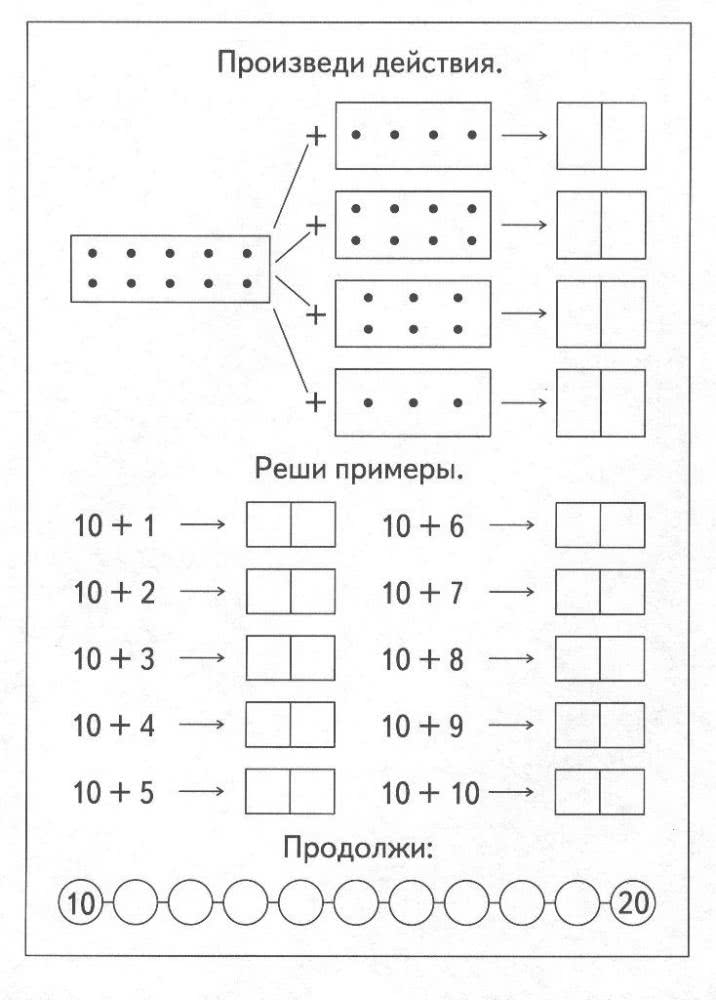 Произведи действия.
+
+
+
+
Реши примеры.
10 + 1 → 10 + 6 →
10 + 2 → 10 + 7 →
10 + 3 → 10 + 8 →
10 + 4 → 10 + 9 →
10 + 5 → 10 + 10 →
Продолжи:
10 20